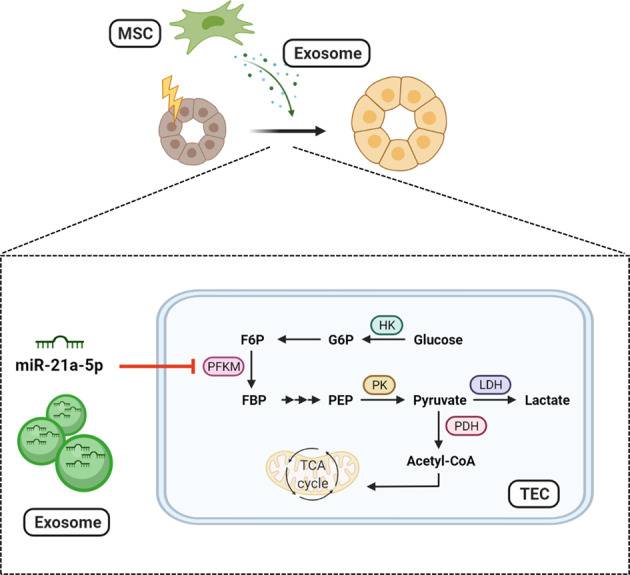 MSC
Exosome
HK
F6P G6P Glucose
miR-21a-5p
PFKM
PK LDH
FBP PEP Pyruvate Lactate
PDH
Acetyl-CoA
TCA
cycle
TEC
Exosome